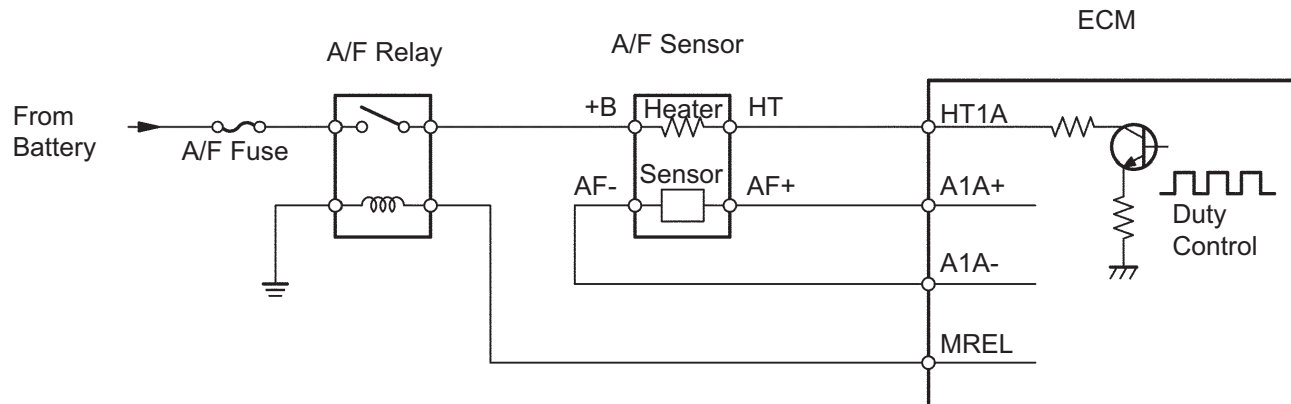 ECM
A/F Sensor
A/F Relay
From
Battery
A/F Fuse
+B
Heater
HT
HT1A
AF-
Sensor
AF+
A1A+
Duty
Control
A1A-
MREL